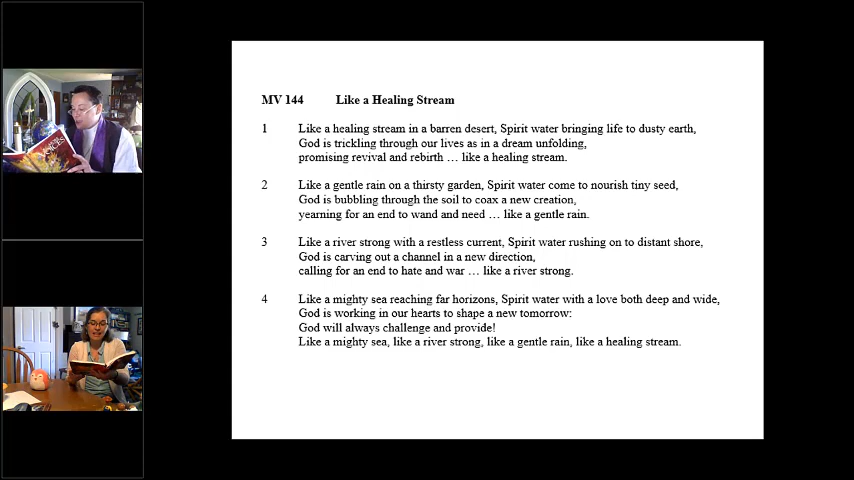 MV 144 Like a Healing Stream
1 Like a healing stream in a barren desert, Spirit water bringing life to dusty earth,
God is trickling through our lives as in a dream unfolding,
promising revival and rebirth … like a healing stream.
2 Like a gentle rain on a thirsty garden, Spirit water come to nourish tiny seed,
God is bubbling through the soil to coax a new creation,
yearning for an end to wand and need … like a gentle rain.
3 Like a river strong with a restless current, Spirit water rushing on to distant shore,
God is carving out a channel in a new direction,
calling for an end to hate and war … like a river strong.
4 Like a mighty sea reaching far horizons, Spirit water with a love both deep and wide,
God is working in our hearts to shape a new tomorrow:
God will always challenge and provide!
Like a mighty sea, like a river strong, like a gentle rain, like a healing stream.